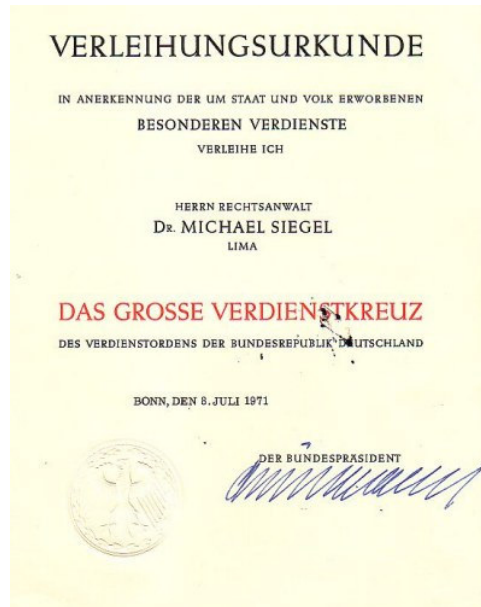 VERLEIHUNGSURKUNDE
IN ANERKENNUNG DER UM STAAT UND VOLK ERWORBENEN
BESONDEREN VERDIENSTE
VERLEIHE ICH
HERRN RECHTSANWALT
DR. MICHAEL SIEGEL
LIMA
DAS GROSSE VERDIENSTKREUZ
DES VERDIENSTORDENS DER BUNDESREPUBLIK DEUTSCHLAND
BONN, DEN 8. JULI 1971
DER BUNDESPRÄSIDENT